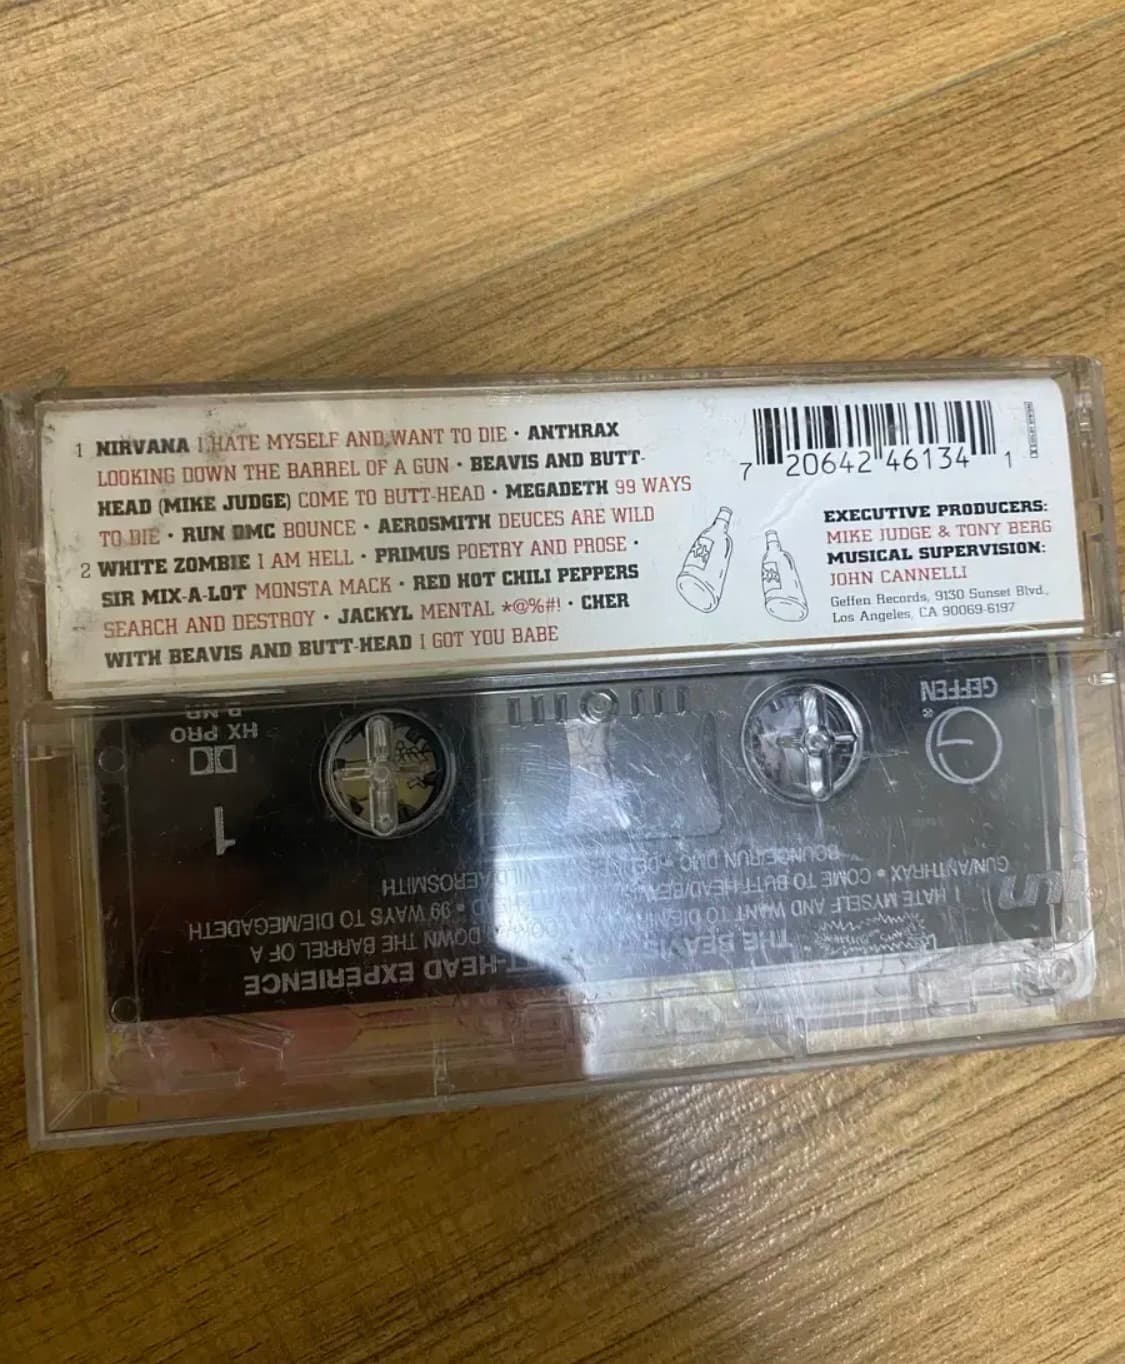 1 NIRVANA I HATE MYSELF AND WANT TO DIE · ANTHRAX
LOOKING DOWN THE BARREL OF A GUN · BEAVIS AND BUTT-
HEAD (MIKE JUDGE) COME TO BUTT-HEAD · MEGADETH 99 WAYS
TO DIE · RUN DMC BOUNCE · AEROSMITH DEUCES ARE WILD
2 WHITE ZOMBIE I AM HELL · PRIMUS POETRY AND PROSE ·
SIR MIX-A-LOT MONSTA MACK · RED HOT CHILI PEPPERS
SEARCH AND DESTROY · JACKYL MENTAL *@%#! · CHER
WITH BEAVIS AND BUTT-HEAD I GOT YOU BABE
7 20642 46134 1
EXECUTIVE PRODUCERS:
MIKE JUDGE & TONY BERG
MUSICAL SUPERVISION:
JOHN CANNELLI
Geffen Records, 9130 Sunset Blvd.,
Los Angeles, CA 90069-6197
THE BEAVIS T-HEAD EXPERIENCE
I HATE MYSELF AND WANT TO DIE DOWN THE BARREL OF A
GUN/ANTHRAX • COME TO BUTT-HEAD/BEA • 99 WAYS TO DIE/MEGADETH
BOUNCE/RUN DMC • DE WILD/AEROSMITH
1
HX PRO
B NR
GEFFEN
®